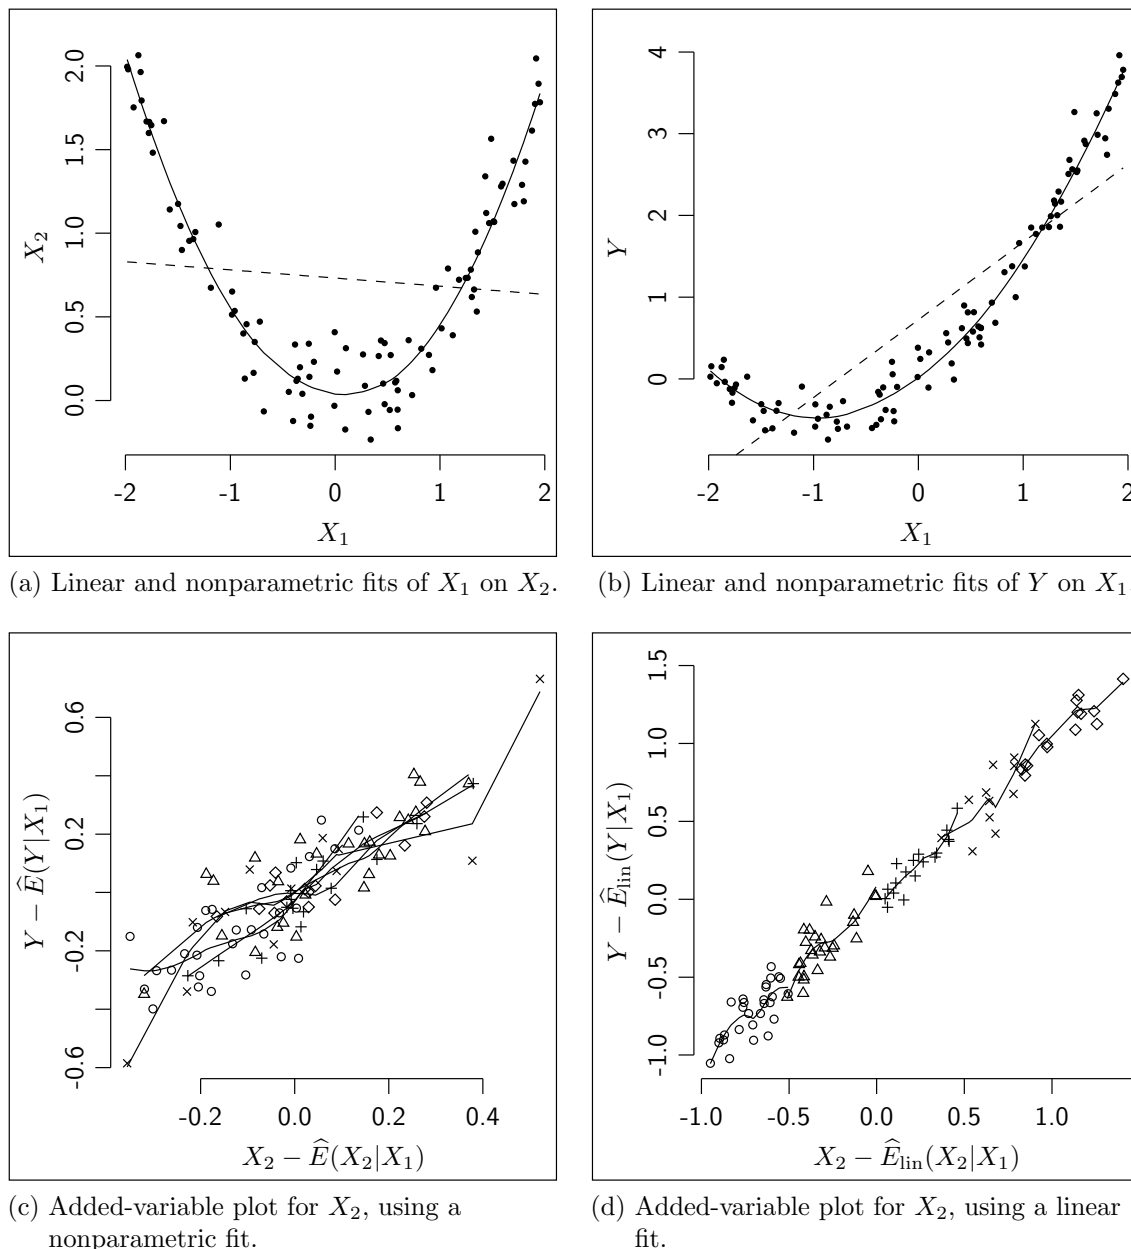 0.0 0.5 1.0 1.5 2.0
X₂
-2 -1 0 1 2
X₁
(a) Linear and nonparametric fits of X₁ on X₂.
0 1 2 3 4
Y
-2 -1 0 1 2
X₁
(b) Linear and nonparametric fits of Y on X₁
-0.6 -0.2 0.2 0.6
Y − Ê(Y|X₁)
-0.2 0.0 0.2 0.4
X₂ − Ê(X₂|X₁)
(c) Added-variable plot for X₂, using a
nonparametric fit.
-1.0 -0.5 0.0 0.5 1.0 1.5
Y − Ê_lin(Y|X₁)
-1.0 -0.5 0.0 0.5 1.0
X₂ − Ê_lin(X₂|X₁)
(d) Added-variable plot for X₂, using a linear
fit.